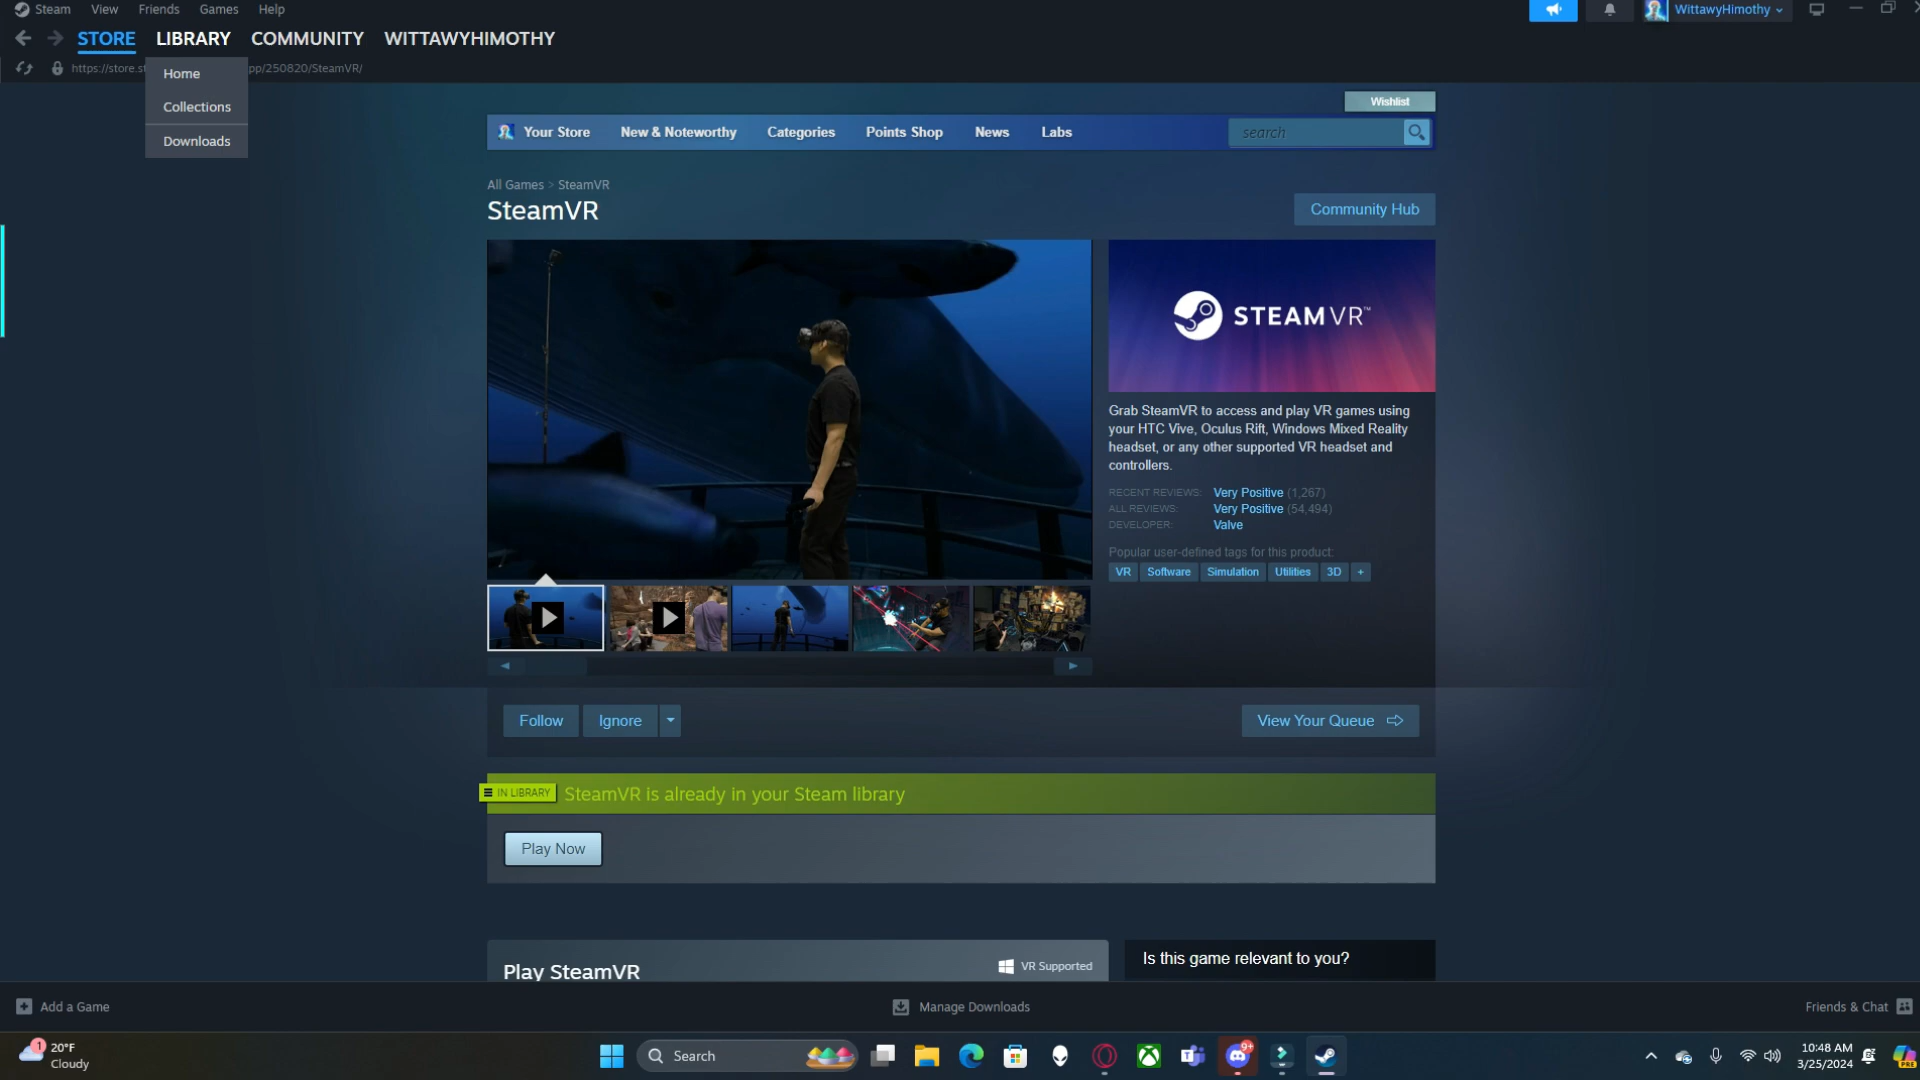 Steam View Friends Games Help
WittawyHimothy
STORE LIBRARY COMMUNITY WITTAWYHIMOTHY
https://store.st
pp/250820/SteamVR/
Home
Collections
Downloads
Wishlist
Your Store New & Noteworthy Categories Points Shop News Labs
search
All Games > SteamVR
SteamVR
Community Hub
STEAMVR™
Grab SteamVR to access and play VR games using
your HTC Vive, Oculus Rift, Windows Mixed Reality
headset, or any other supported VR headset and
controllers.
RECENT REVIEWS: Very Positive (1,267)
ALL REVIEWS: Very Positive (54,494)
DEVELOPER: Valve
Popular user-defined tags for this product:
VR Software Simulation Utilities 3D +
Follow Ignore
View Your Queue
IN LIBRARY SteamVR is already in your Steam library
Play Now
Play SteamVR
VR Supported
Is this game relevant to you?
Add a Game
Manage Downloads
Friends & Chat
1
20°F
Cloudy
Search
9+
10:48 AM
3/25/2024
PRE